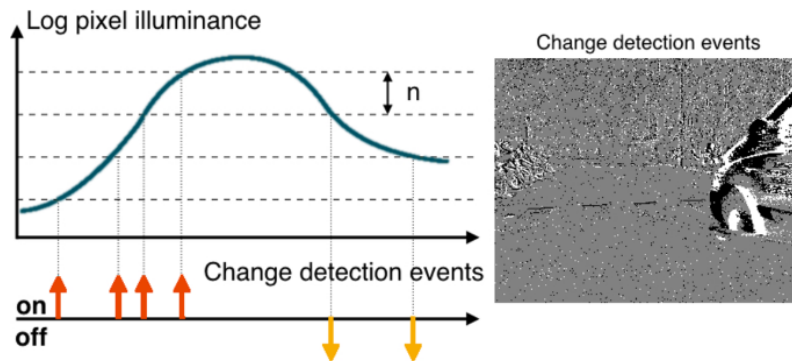 Log pixel illuminance
n
Change detection events
on
off
Change detection events